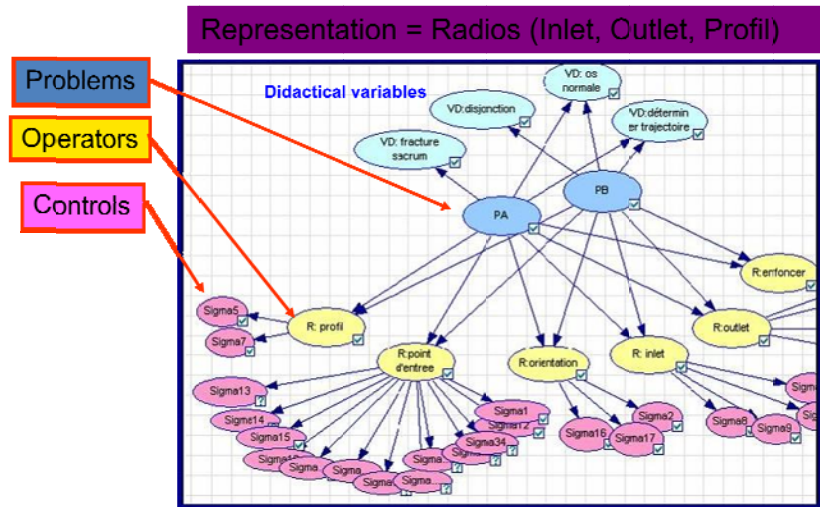 Representation = Radios (Inlet, Outlet, Profil)
Problems
Operators
Controls
Didactical variables
VD: os
normale
VD:disjonction
VD:détermin
er trajectoire
VD: fracture
sacrum
PA
PB
R:enfoncer
Sigma5
R: profil
R:outlet
Sigma7
R:point
d'entree
R:orientation
R: inlet
Sigma13
Sigma1
Sigma14
Sigma2
Sigma8
Sigma15
Sigma34
Sigma16
Sigma17
Sigma9